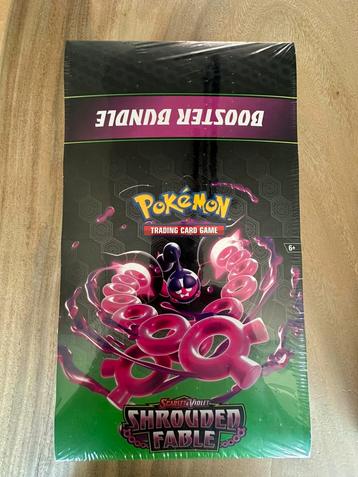 BOOSTER BUNDLE
POKéMON
TRADING CARD GAME
6+
SCARLET & VIOLET
SHROUDED
FABLE